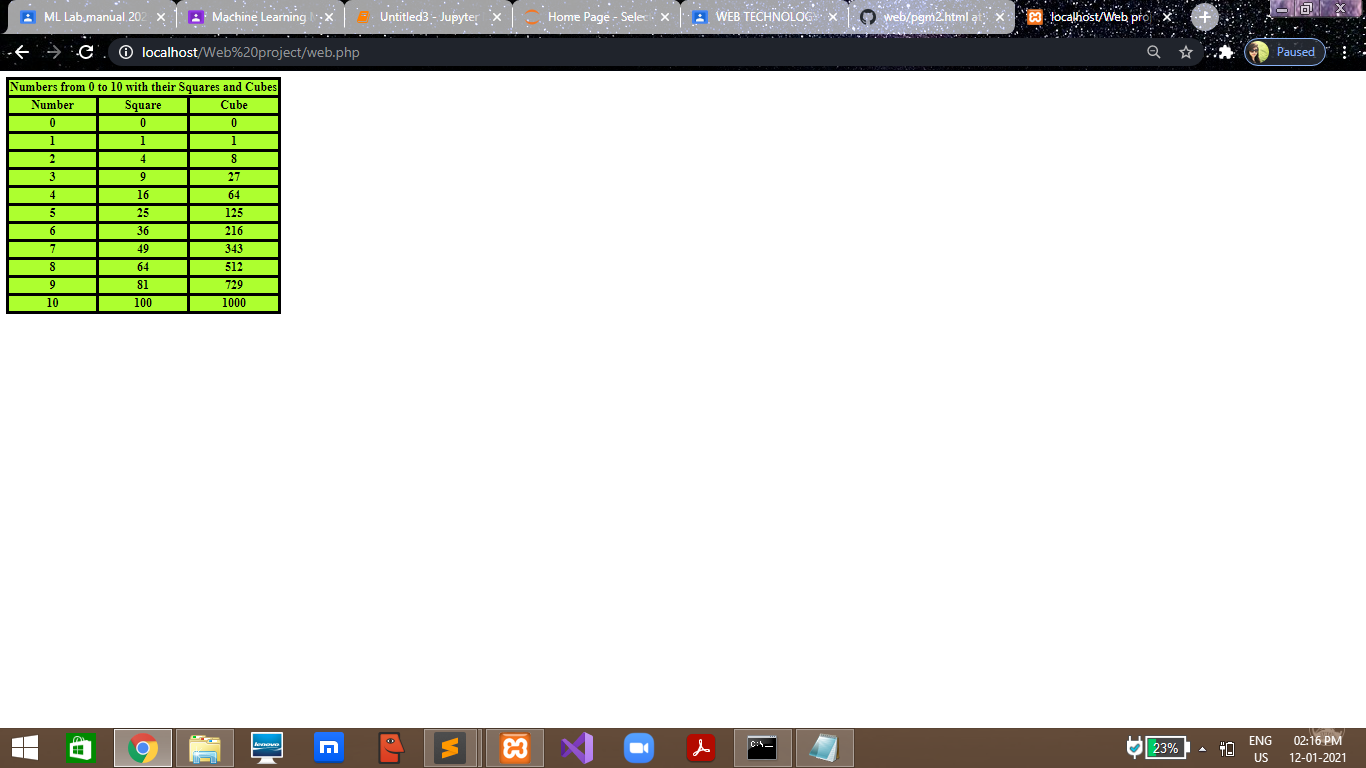 ML Lab manual 202
Machine Learning
Untitled3 - Jupyter
Home Page - Selec
WEB TECHNOLOG
web/pgm2.html at
localhost/Web pro
localhost/Web%20project/web.php
Paused
Numbers from 0 to 10 with their Squares and Cubes
Number Square Cube
0 0 0
1 1 1
2 4 8
3 9 27
4 16 64
5 25 125
6 36 216
7 49 343
8 64 512
9 81 729
10 100 1000
lenovo
m
C:\
23%
ENG
US
02:16 PM
12-01-2021